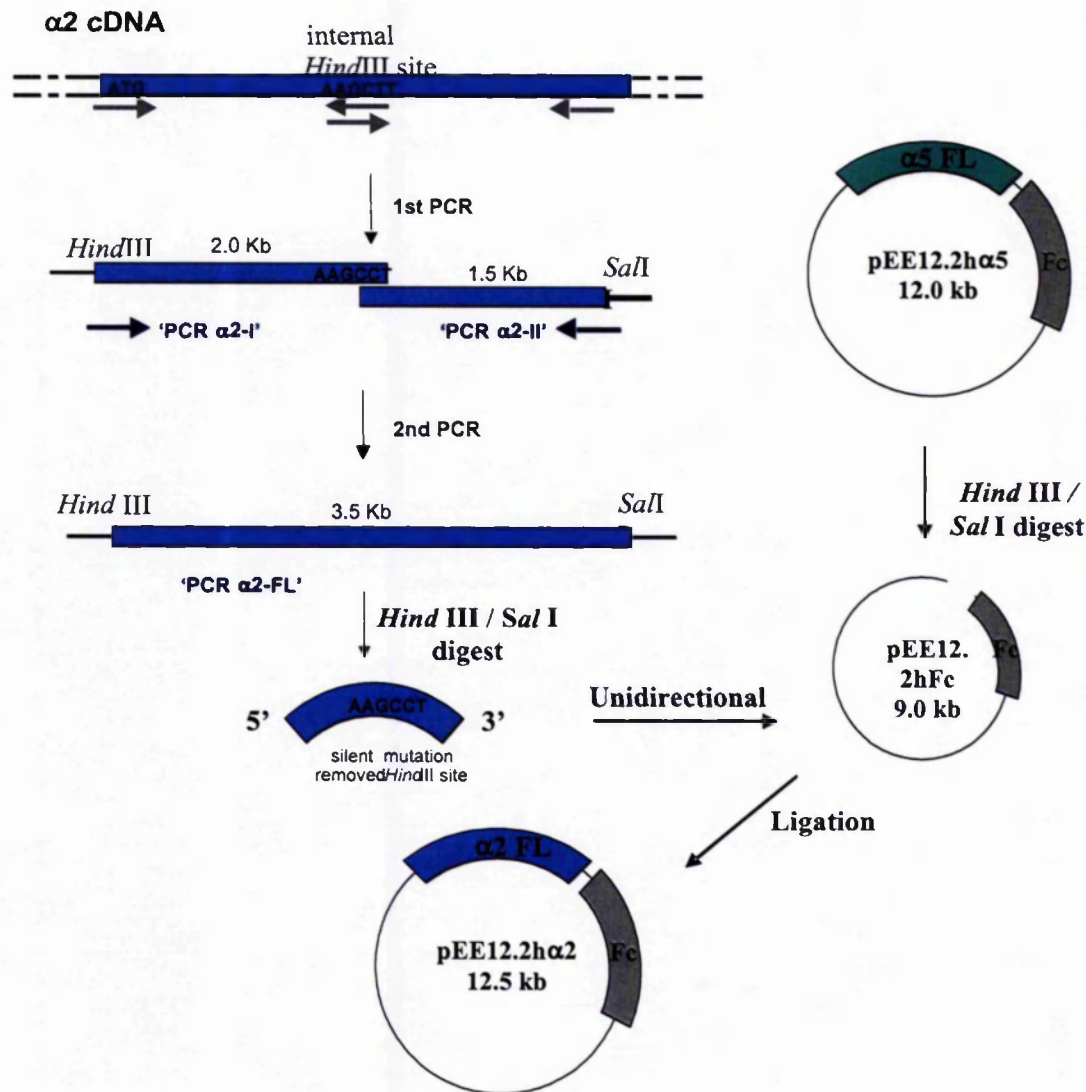 α2 cDNA
internal
HindIII site
ATG
AAGCTT
1st PCR
HindIII
2.0 Kb
AAGCCT
1.5 Kb
SalI
'PCR α2-I'
'PCR α2-II'
2nd PCR
Hind III
3.5 Kb
SalI
'PCR α2-FL'
Hind III / Sal I
digest
5'
AAGCCT
3'
silent mutation
removed HindIII site
Unidirectional
α5 FL
Fc
pEE12.2hα5
12.0 kb
Hind III /
Sal I digest
Fc
pEE12.
2hFc
9.0 kb
Ligation
α2 FL
Fc
pEE12.2hα2
12.5 kb